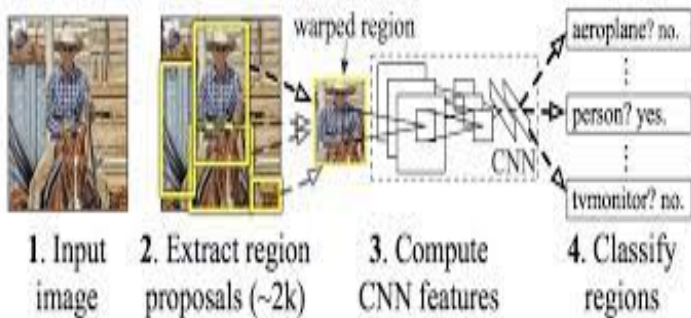 warped region
aeroplane? no.
person? yes.
CNN
tvmonitor? no.
1. Input
image
2. Extract region
proposals (~2k)
3. Compute
CNN features
4. Classify
regions